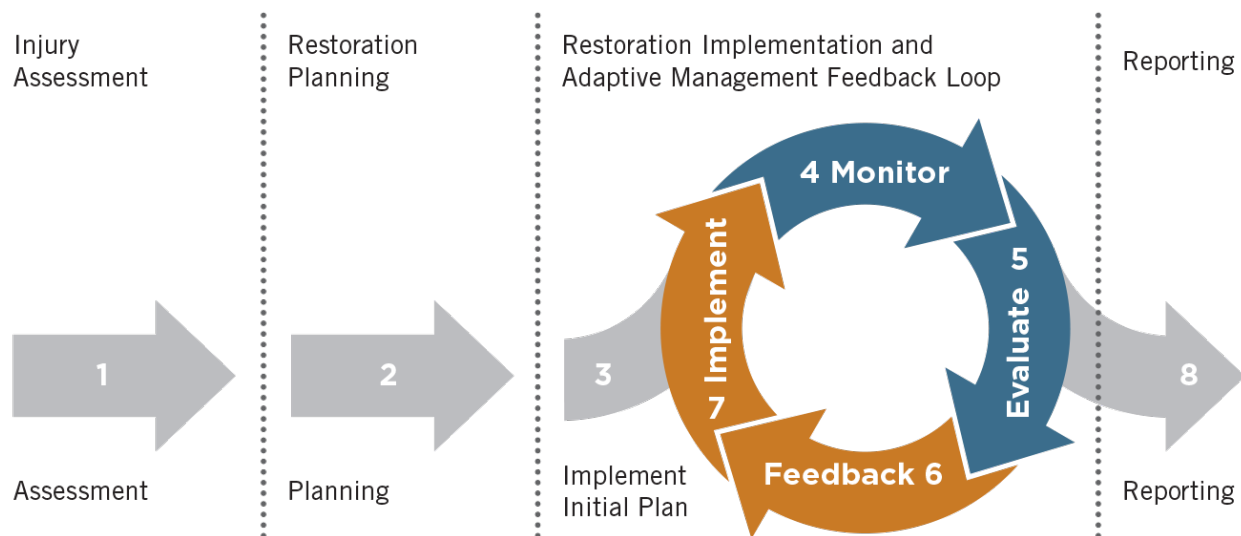 Injury
Assessment
Restoration
Planning
Restoration Implementation and
Adaptive Management Feedback Loop
Reporting
1
2
3
4 Monitor
Evaluate 5
Feedback 6
7 Implement
8
Assessment
Planning
Implement
Initial Plan
Reporting